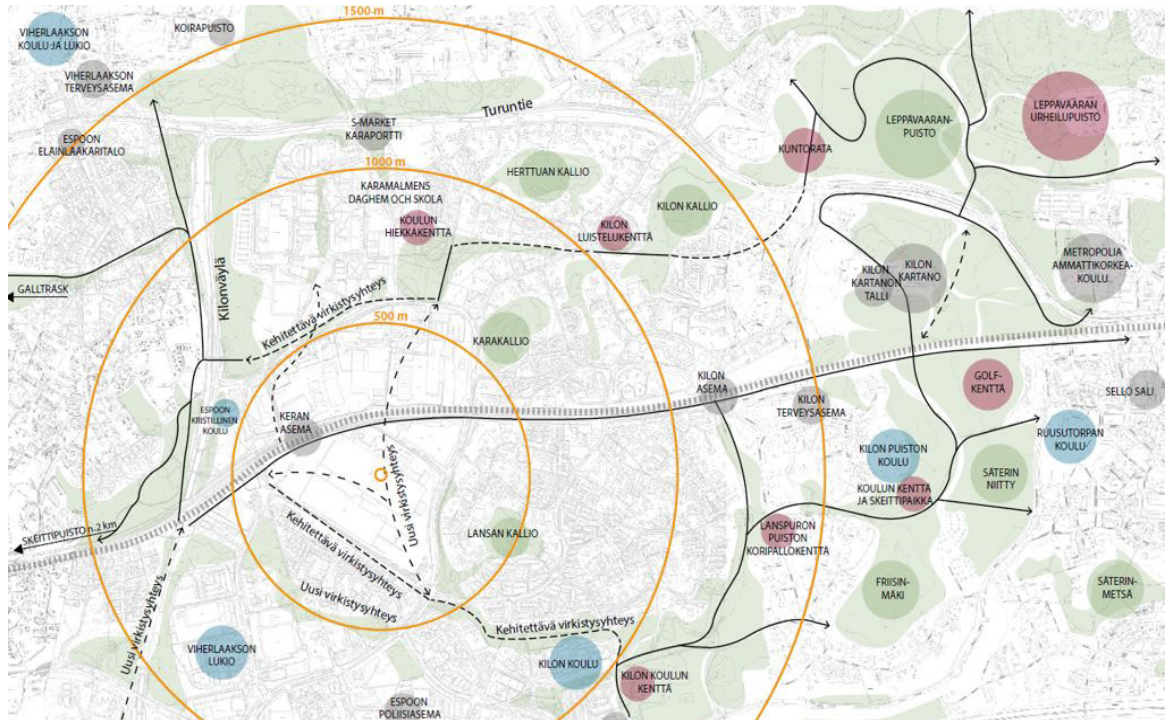 1500 m
VIHERLAAKSON
KOULU JA LUKIO
KOIRAPUISTO
VIHERLAAKSON
TERVEYSASEMA
ESPOON
ELÄINLÄÄKÄRITALO
Turuntie
S-MARKET
KARAPORTTI
1000 m
LEPPÄVAARAN-
PUISTO
LEPPÄVAARAN
URHEILUPUISTO
KUNTORATA
HERTTUAN KALLIO
KARAMALMENS
DAGHEM OCH SKOLA
KOULUN
HIEKKAKENTTÄ
KILON KALLIO
KILON
LUISTELUKENTTÄ
GALLTRÄSK
Kilonväylä
Kehitettävä virkistysyhteys
500 m
KARAKALLIO
KILON
KARTANON
TALLI
KILON
KARTANO
METROPOLIA
AMMATTIKORKEA-
KOULU
ESPOON
KRISTILLINEN
KOULU
KERAN
ASEMA
KILON
ASEMA
KILON
TERVEYSASEMA
GOLF-
KENTTÄ
SELLO SALI
RUUSUTORPAN
KOULU
KILON PUISTON
KOULU
KOULUN KENTTÄ
JA SKEITTIPAIKKA
SÄTERIN
NIITTY
Uusi virkistysyhteys
SKEITTIPUISTO n.2 km
Kehitettävä virkistysyhteys
Uusi virkistysyhteys
LANSAN KALLIO
LANSPURON
PUISTON
KORIPALLOKENTTÄ
FRIISIN-
MÄKI
SÄTERIN-
METSÄ
Uusi virkistysyhteys
VIHERLAAKSON
LUKIO
Kehitettävä virkistysyhteys
KILON KOULU
KILON KOULUN
KENTTÄ
ESPOON
POLIISIASEMA